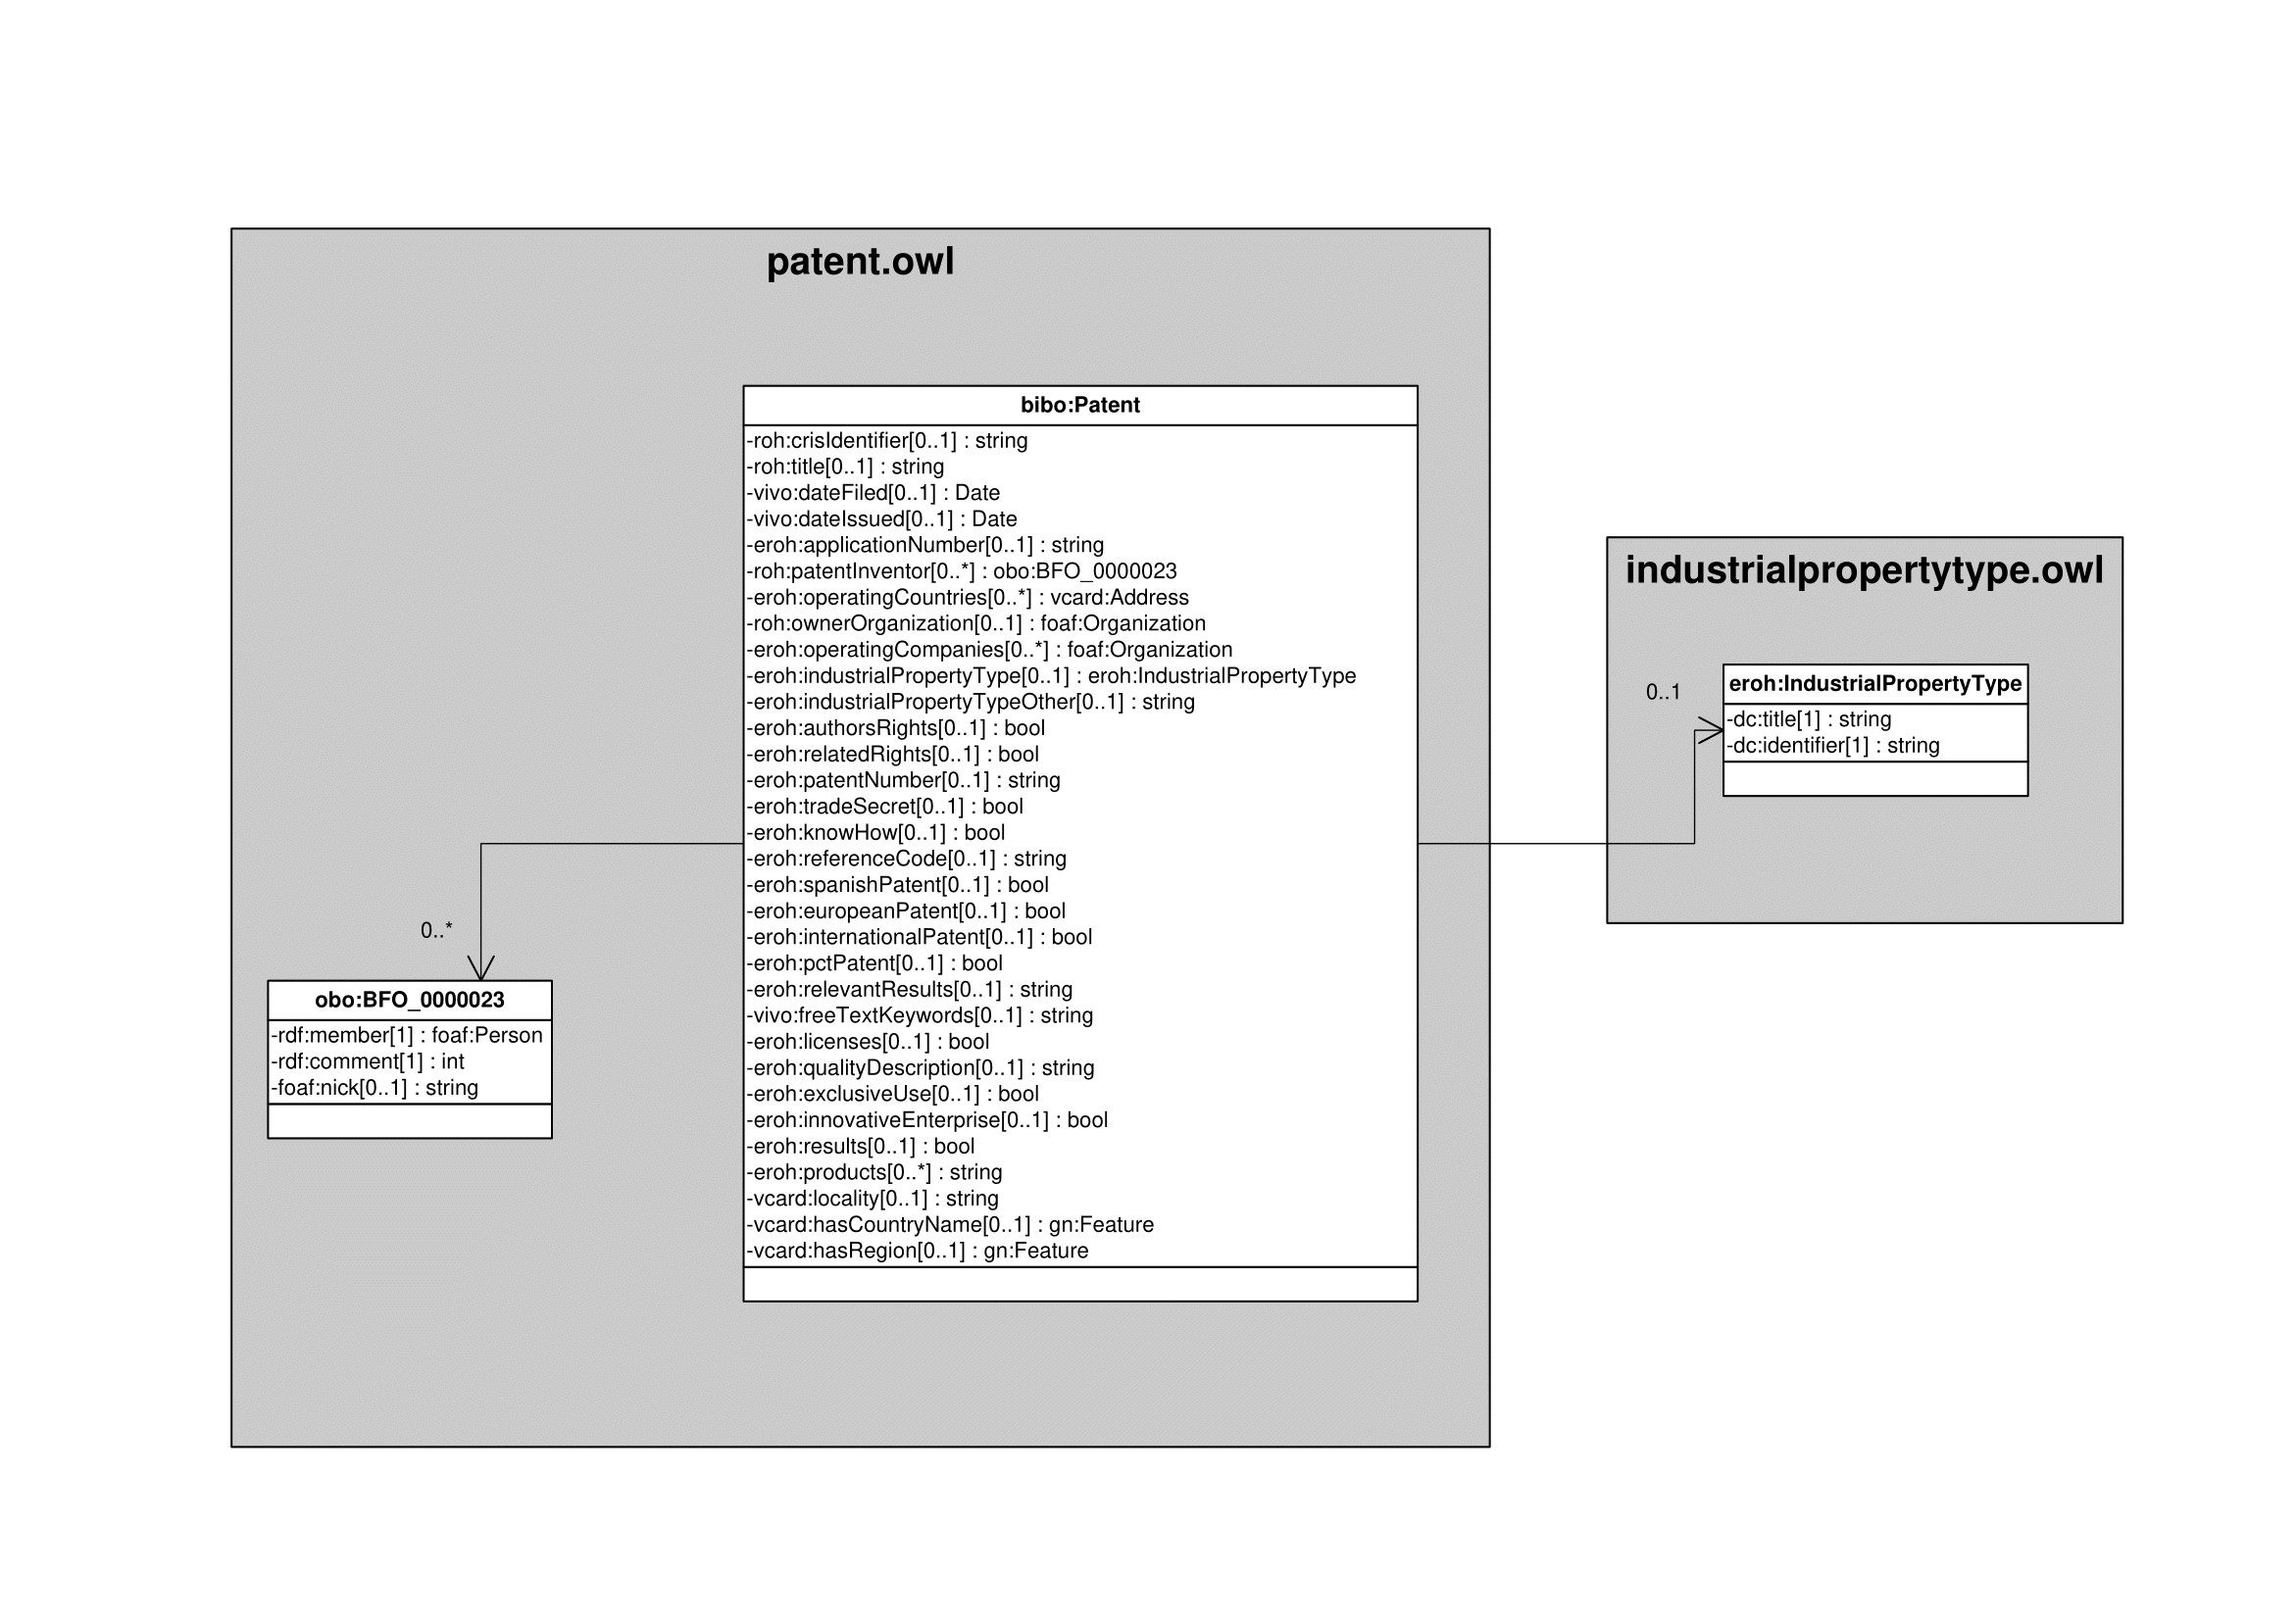 patent.owl
bibo:Patent
-roh:crisIdentifier[0..1] : string
-roh:title[0..1] : string
-vivo:dateFiled[0..1] : Date
-vivo:dateIssued[0..1] : Date
-eroh:applicationNumber[0..1] : string
-roh:patentInventor[0..*] : obo:BFO_0000023
-eroh:operatingCountries[0..*] : vcard:Address
-roh:ownerOrganization[0..1] : foaf:Organization
-eroh:operatingCompanies[0..*] : foaf:Organization
-eroh:industrialPropertyType[0..1] : eroh:IndustrialPropertyType
-eroh:industrialPropertyTypeOther[0..1] : string
-eroh:authorsRights[0..1] : bool
-eroh:relatedRights[0..1] : bool
-eroh:patentNumber[0..1] : string
-eroh:tradeSecret[0..1] : bool
-eroh:knowHow[0..1] : bool
-eroh:referenceCode[0..1] : string
-eroh:spanishPatent[0..1] : bool
-eroh:europeanPatent[0..1] : bool
-eroh:internationalPatent[0..1] : bool
-eroh:pctPatent[0..1] : bool
-eroh:relevantResults[0..1] : string
-vivo:freeTextKeywords[0..1] : string
-eroh:licenses[0..1] : bool
-eroh:qualityDescription[0..1] : string
-eroh:exclusiveUse[0..1] : bool
-eroh:innovativeEnterprise[0..1] : bool
-eroh:results[0..1] : bool
-eroh:products[0..*] : string
-vcard:locality[0..1] : string
-vcard:hasCountryName[0..1] : gn:Feature
-vcard:hasRegion[0..1] : gn:Feature
0..*
obo:BFO_0000023
-rdf:member[1] : foaf:Person
-rdf:comment[1] : int
-foaf:nick[0..1] : string
industrialpropertytype.owl
0..1
eroh:IndustrialPropertyType
-dc:title[1] : string
-dc:identifier[1] : string